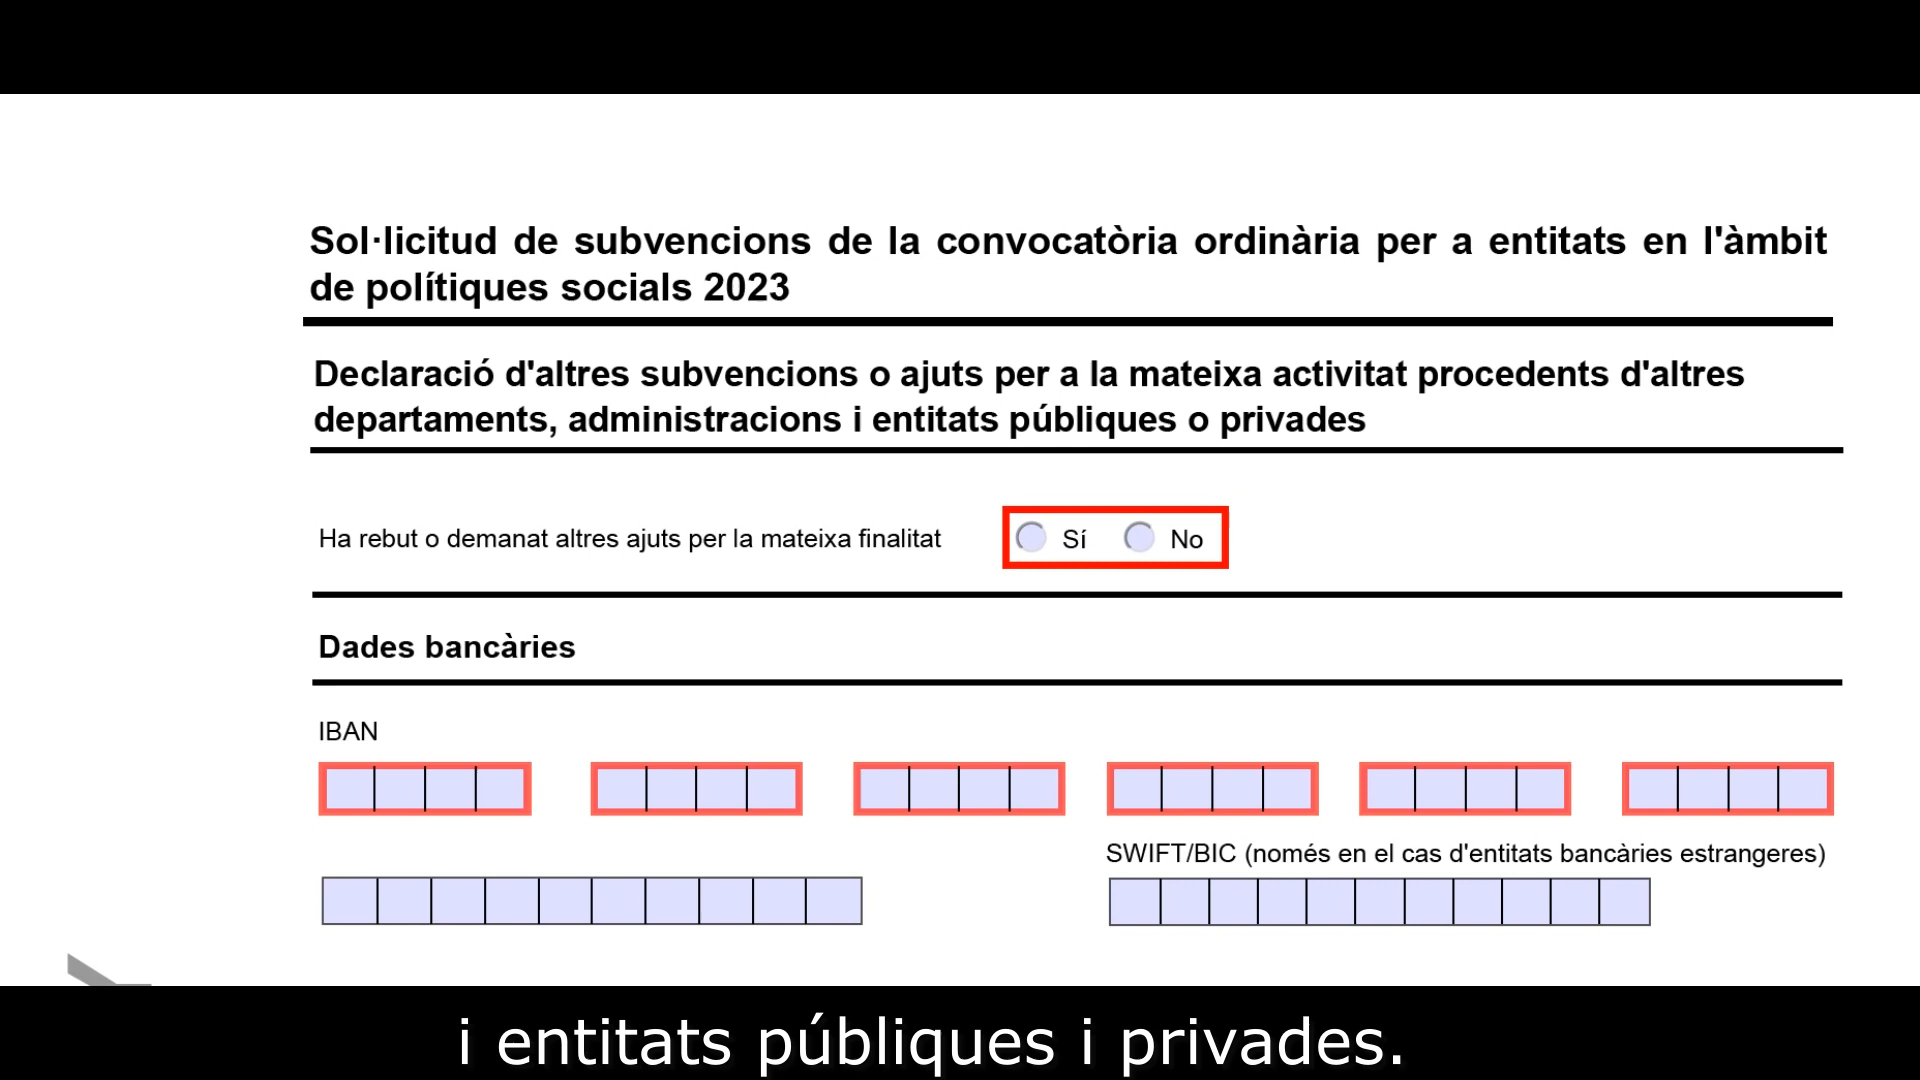 Sol·licitud de subvencions de la convocatòria ordinària per a entitats en l'àmbit
de polítiques socials 2023
Declaració d'altres subvencions o ajuts per a la mateixa activitat procedents d'altres
departaments, administracions i entitats públiques o privades
Ha rebut o demanat altres ajuts per la mateixa finalitat Sí No
Dades bancàries
IBAN
SWIFT/BIC (només en el cas d'entitats bancàries estrangeres)
i entitats públiques i privades.